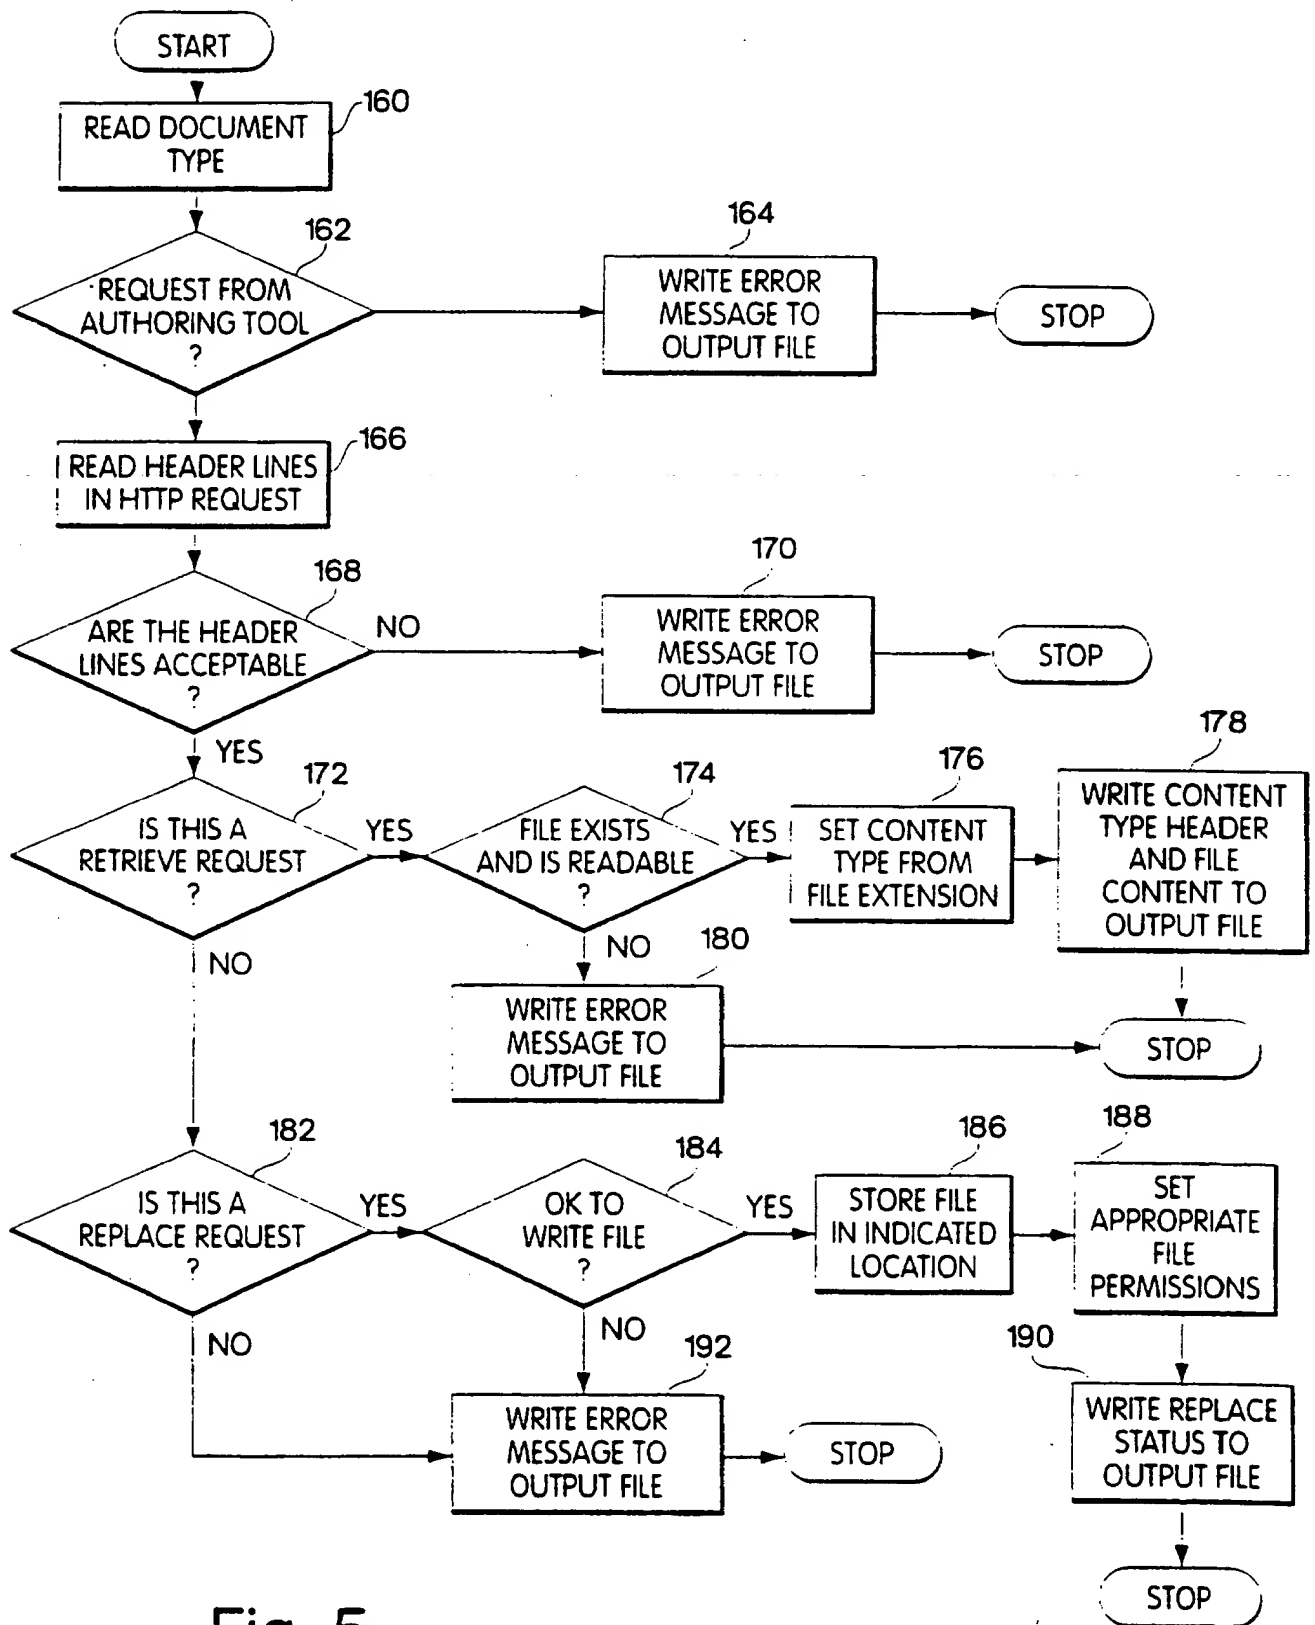 START
160
READ DOCUMENT
TYPE
162
REQUEST FROM
AUTHORING TOOL
?
164
WRITE ERROR
MESSAGE TO
OUTPUT FILE
STOP
166
READ HEADER LINES
IN HTTP REQUEST
168
ARE THE HEADER
LINES ACCEPTABLE
?
NO
170
WRITE ERROR
MESSAGE TO
OUTPUT FILE
STOP
YES
172
IS THIS A
RETRIEVE REQUEST
?
YES
174
FILE EXISTS
AND IS READABLE
?
YES
176
SET CONTENT
TYPE FROM
FILE EXTENSION
178
WRITE CONTENT
TYPE HEADER
AND FILE
CONTENT TO
OUTPUT FILE
NO
NO
180
WRITE ERROR
MESSAGE TO
OUTPUT FILE
STOP
182
IS THIS A
REPLACE REQUEST
?
YES
184
OK TO
WRITE FILE
?
YES
186
STORE FILE
IN INDICATED
LOCATION
188
SET
APPROPRIATE
FILE
PERMISSIONS
NO
NO
192
WRITE ERROR
MESSAGE TO
OUTPUT FILE
STOP
190
WRITE REPLACE
STATUS TO
OUTPUT FILE
STOP
Fig. 5